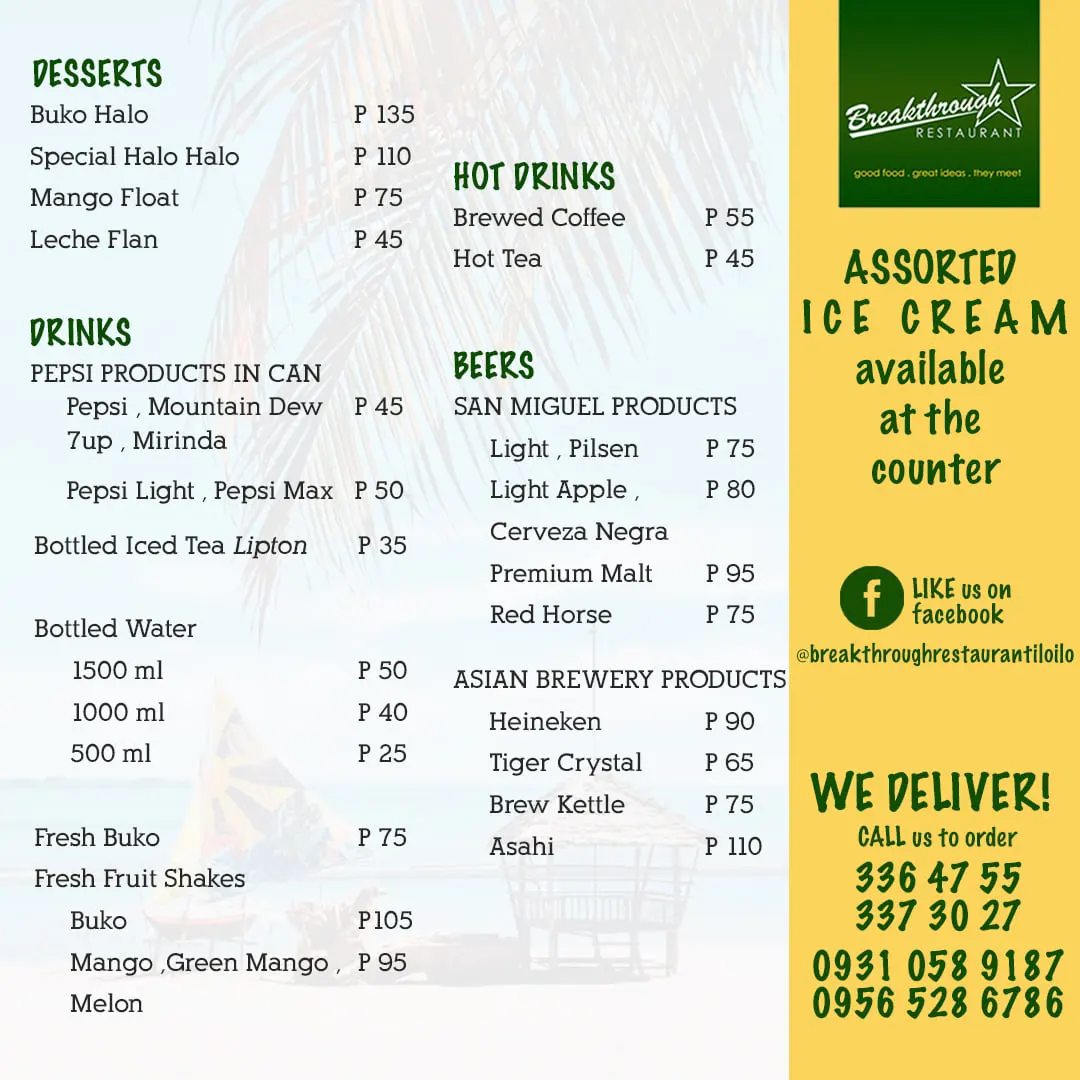 DESSERTS
Buko Halo P 135
Special Halo Halo P 110
Mango Float P 75
Leche Flan P 45
DRINKS
PEPSI PRODUCTS IN CAN
Pepsi , Mountain Dew P 45
7up , Mirinda
Pepsi Light , Pepsi Max P 50
Bottled Iced Tea Lipton P 35
Bottled Water
1500 ml P 50
1000 ml P 40
500 ml P 25
Fresh Buko P 75
Fresh Fruit Shakes
Buko P105
Mango ,Green Mango , P 95
Melon
HOT DRINKS
Brewed Coffee P 55
Hot Tea P 45
BEERS
SAN MIGUEL PRODUCTS
Light , Pilsen P 75
Light Apple , P 80
Cerveza Negra
Premium Malt P 95
Red Horse P 75
ASIAN BREWERY PRODUCTS
Heineken P 90
Tiger Crystal P 65
Brew Kettle P 75
Asahi P 110
Breakthrough
RESTAURANT
good food . great ideas . they meet
ASSORTED
ICE CREAM
available
at the
counter
f
LIKE us on
facebook
@breakthroughrestaurantiloilo
WE DELIVER!
CALL us to order
336 47 55
337 30 27
0931 058 9187
0956 528 6786